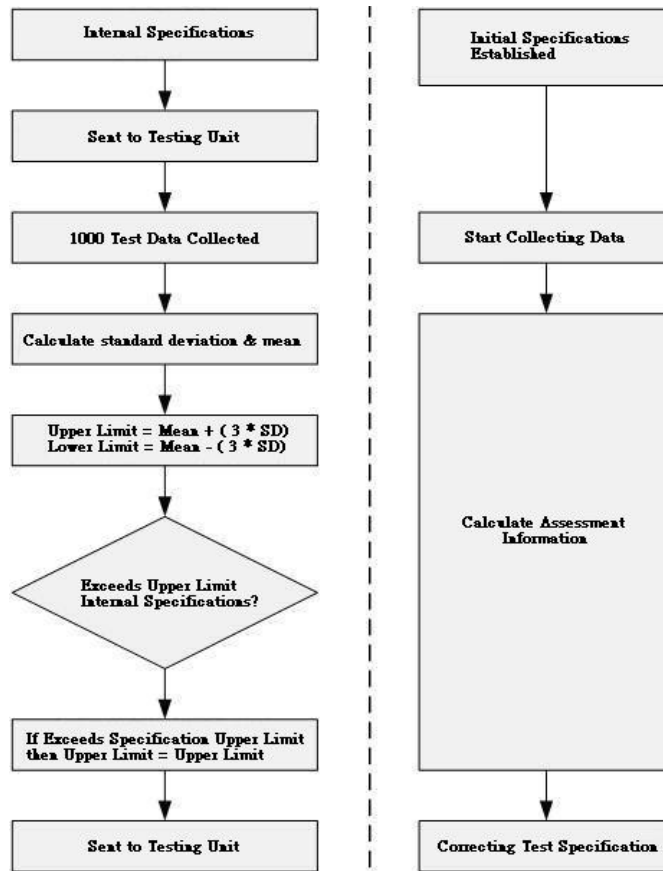 Internal Specifications
Sent to Testing Unit
1000 Test Data Collected
Calculate standard deviation & mean
Upper Limit = Mean + ( 3 * SD)
Lower Limit = Mean - ( 3 * SD)
Exceeds Upper Limit
Internal Specifications?
If Exceeds Specification Upper Limit
then Upper Limit = Upper Limit
Sent to Testing Unit
Initial Specifications
Established
Start Collecting Data
Calculate Assessment
Information
Correcting Test Specification